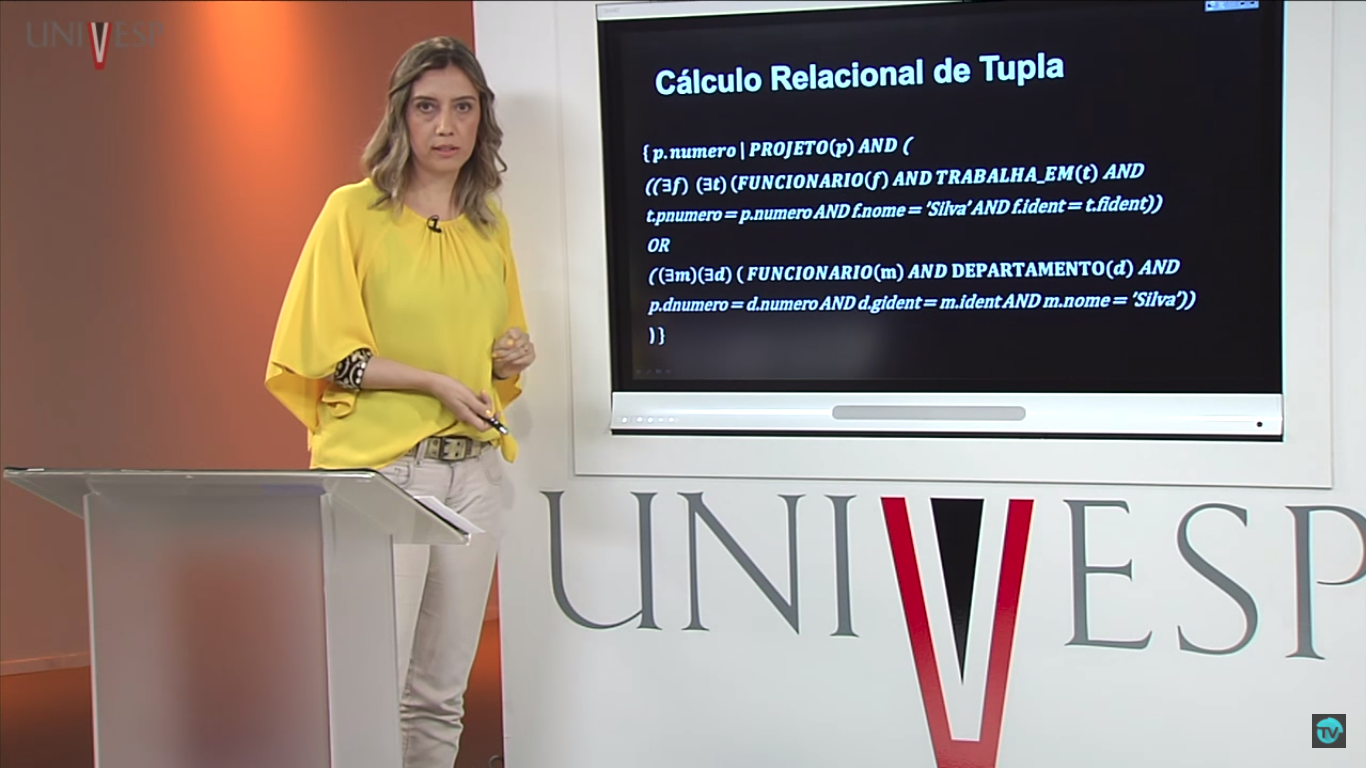 UNIVESP
Cálculo Relacional de Tupla
{ p.numero | PROJETO(p) AND (
((∃f) (∃t) (FUNCIONARIO(f) AND TRABALHA_EM(t) AND
t.pnumero = p.numero AND f.nome = 'Silva' AND f.ident = t.fident))
OR
((∃m)(∃d) ( FUNCIONARIO(m) AND DEPARTAMENTO(d) AND
p.dnumero = d.numero AND d.gident = m.ident AND m.nome = 'Silva'))
) }
UNIVESP
TV